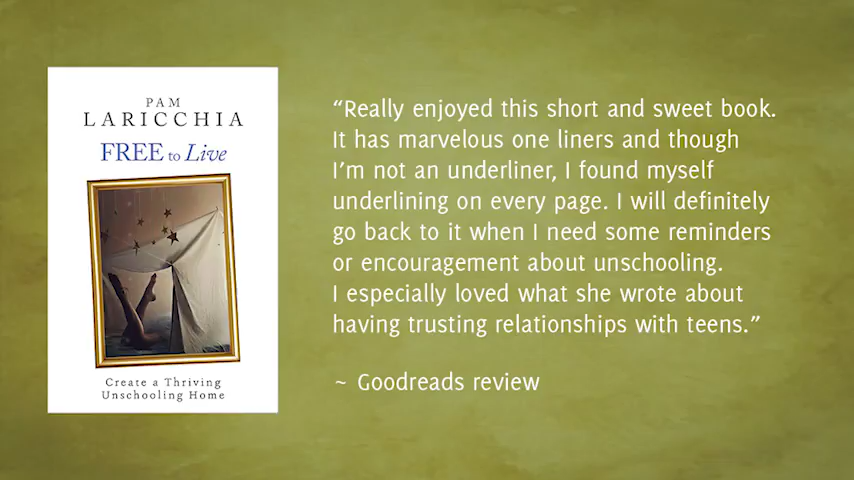 PAM
LARICCHIA
FREE to Live
Create a Thriving
Unschooling Home
“Really enjoyed this short and sweet book.
It has marvelous one liners and though
I’m not an underliner, I found myself
underlining on every page. I will definitely
go back to it when I need some reminders
or encouragement about unschooling.
I especially loved what she wrote about
having trusting relationships with teens.”
~ Goodreads review